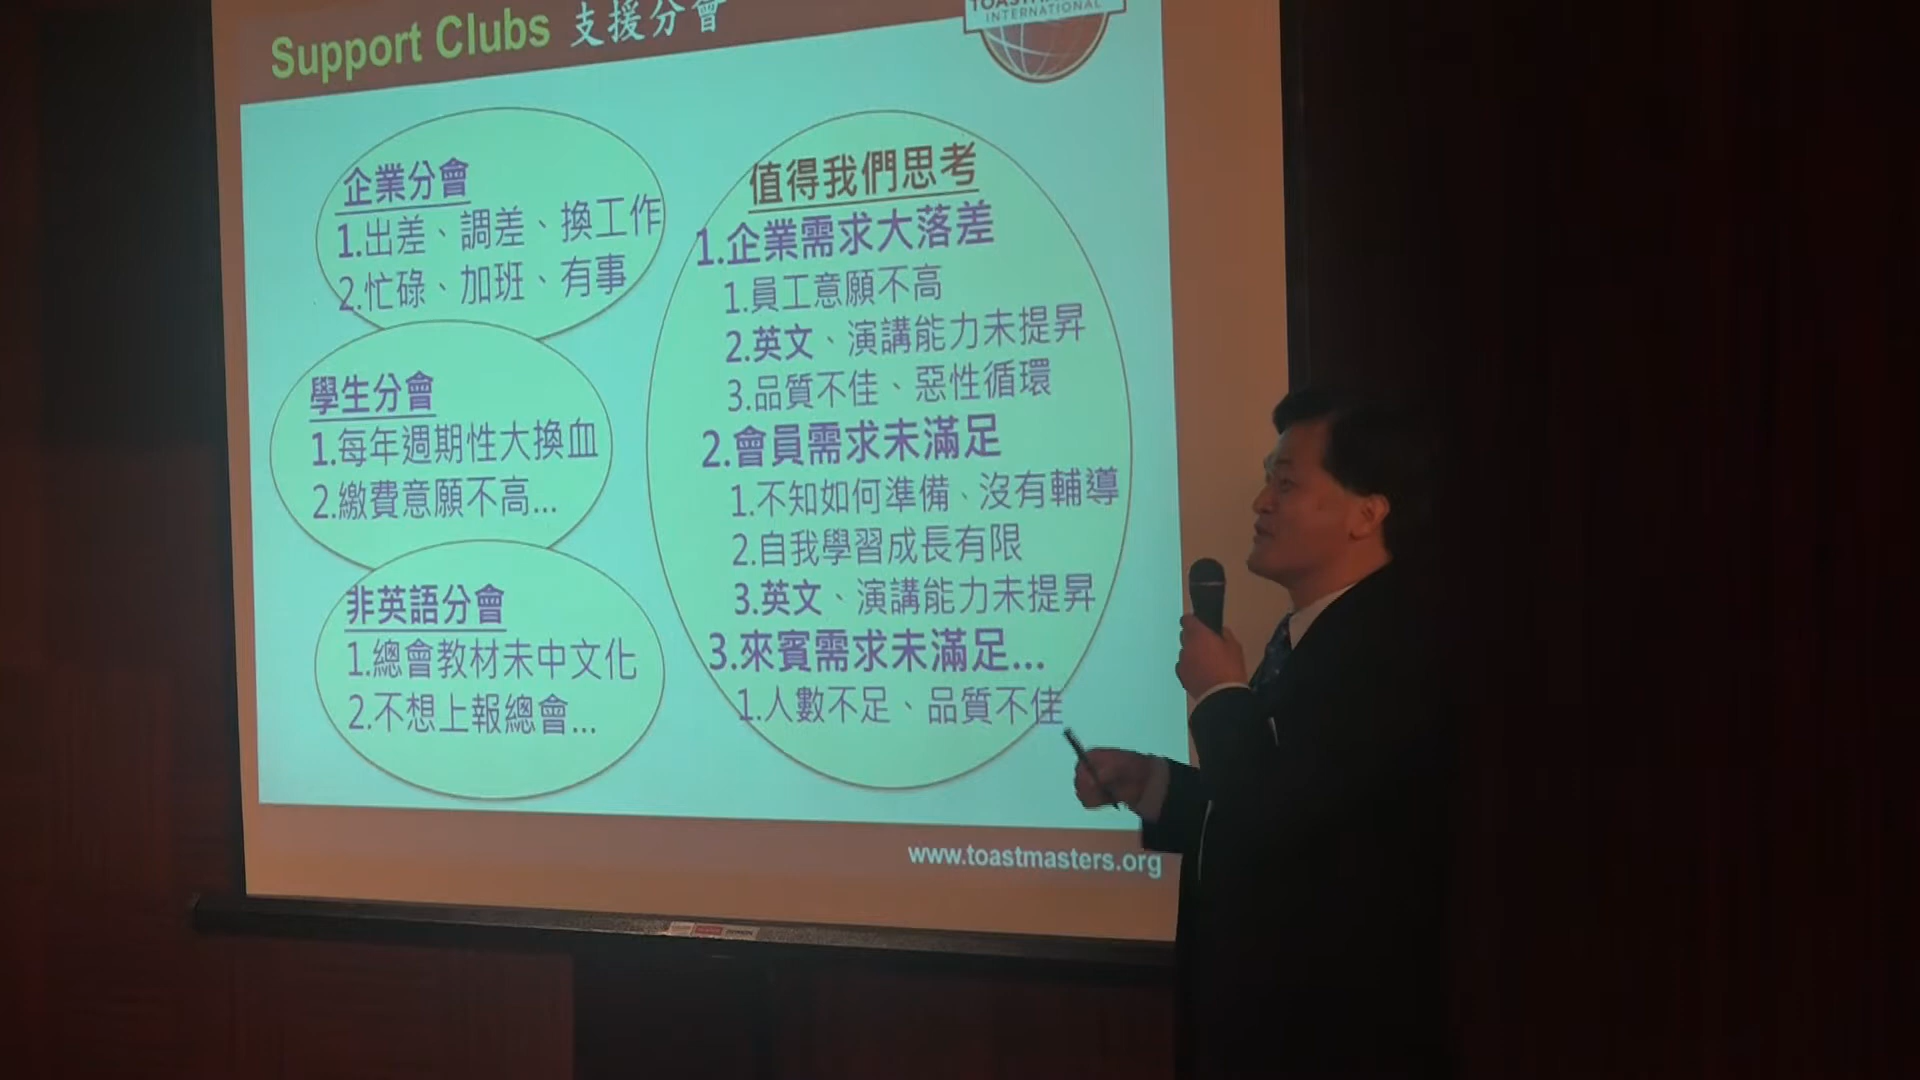 Support Clubs 支援分會
INTERNATIONAL
企業分會
1.出差、調差、換工作
2.忙碌、加班、有事
學生分會
1.每年週期性大換血
2.繳費意願不高...
非英語分會
1.總會教材未中文化
2.不想上報總會...
值得我們思考
1.企業需求大落差
1.員工意願不高
2.英文、演講能力未提昇
3.品質不佳、惡性循環
2.會員需求未滿足
1.不知如何準備、沒有輔導
2.自我學習成長有限
3.英文、演講能力未提昇
3.來賓需求未滿足...
1.人數不足、品質不佳
www.toastmasters.org